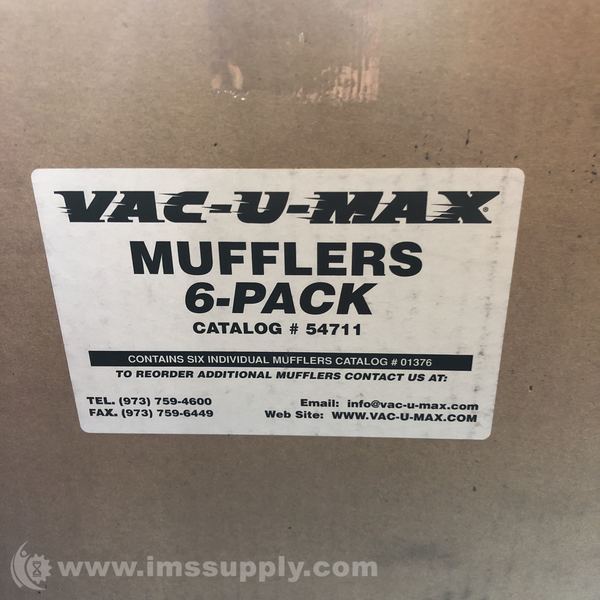 VAC-U-MAX®
MUFFLERS
6-PACK
CATALOG # 54711
CONTAINS SIX INDIVIDUAL MUFFLERS CATALOG # 01376
TO REORDER ADDITIONAL MUFFLERS CONTACT US AT:
TEL. (973) 759-4600 Email: info@vac-u-max.com
FAX. (973) 759-6449 Web Site: WWW.VAC-U-MAX.COM
www.imssupply.com